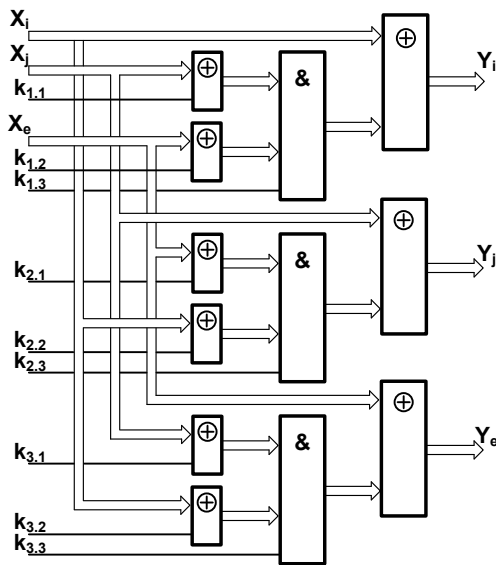 Xi
⊕
Yi
Xj
⊕
&
k1.1
Xe
⊕
k1.2
k1.3
⊕
Yj
⊕
&
k2.1
⊕
k2.2
k2.3
⊕
Ye
⊕
&
k3.1
⊕
k3.2
k3.3